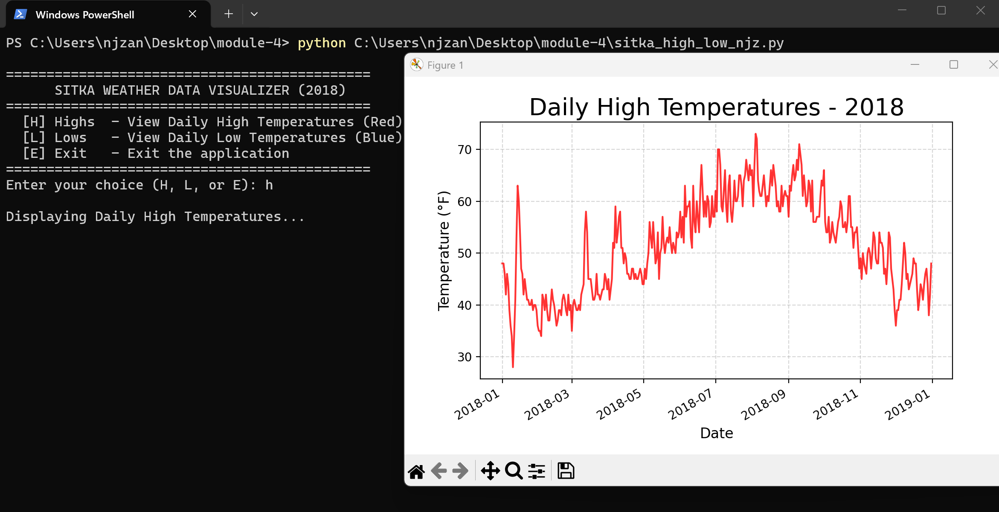 Windows PowerShell
PS C:\Users\njzan\Desktop\module-4> python C:\Users\njzan\Desktop\module-4\sitka_high_low_njz.py
=============================================
SITKA WEATHER DATA VISUALIZER (2018)
=============================================
[H] Highs  - View Daily High Temperatures (Red)
[L] Lows   - View Daily Low Temperatures (Blue)
[E] Exit   - Exit the application
=============================================
Enter your choice (H, L, or E): h
Displaying Daily High Temperatures...
Figure 1
Daily High Temperatures - 2018
Temperature (°F)
70
60
50
40
30
2018-01
2018-03
2018-05
2018-07
2018-09
2018-11
2019-01
Date